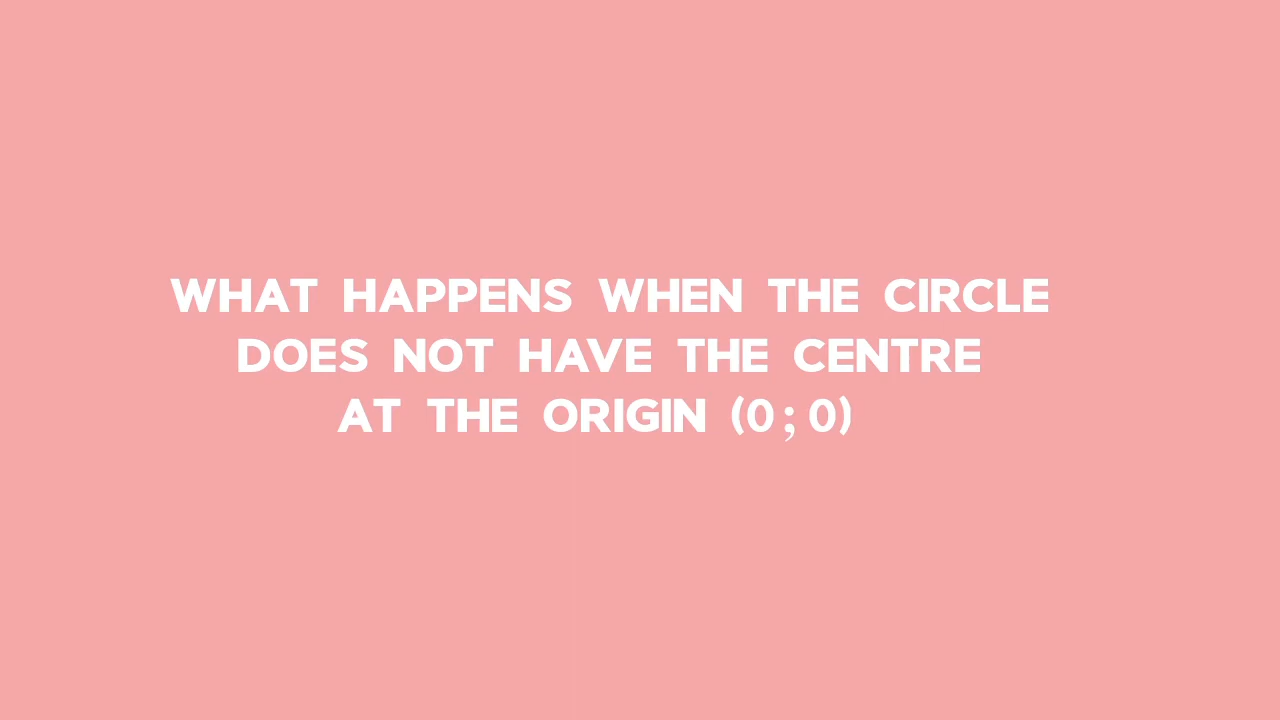 WHAT HAPPENS WHEN THE CIRCLE
DOES NOT HAVE THE CENTRE
AT THE ORIGIN (0 ; 0)